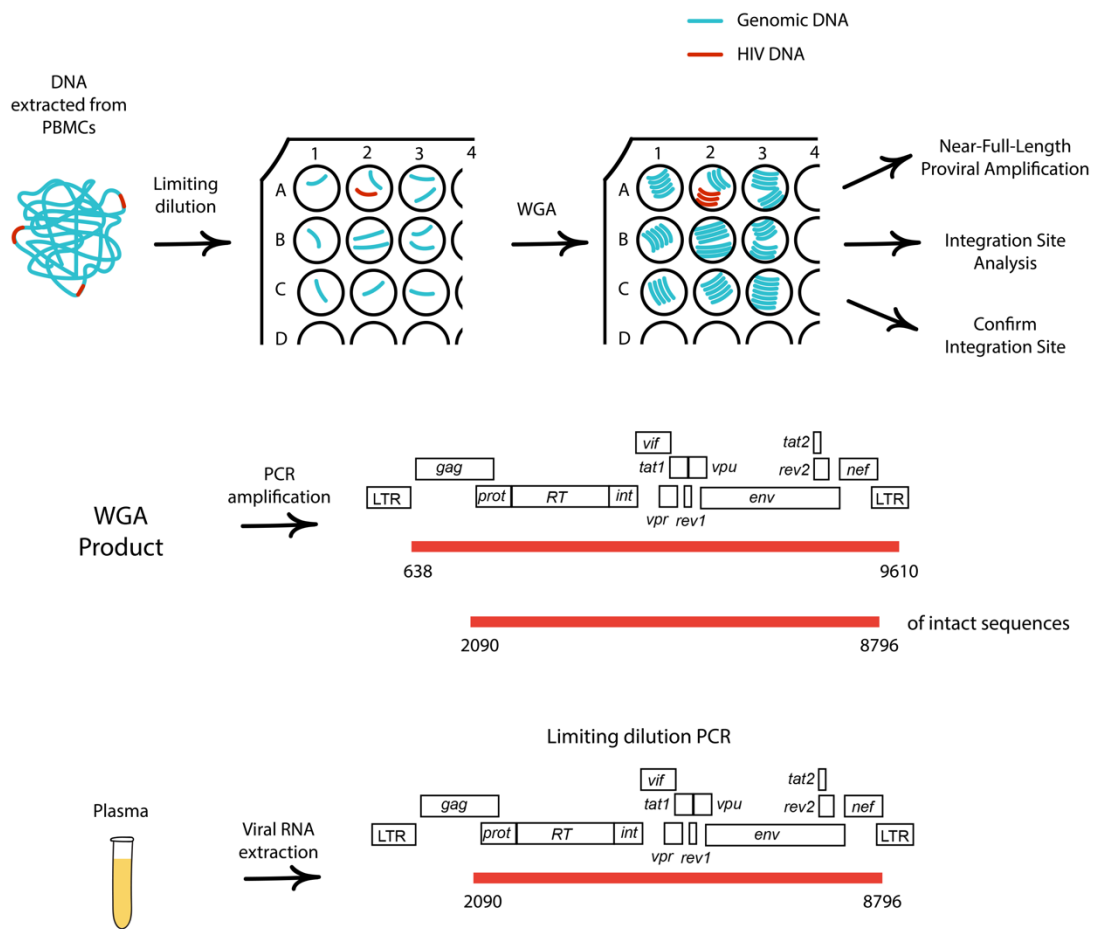 Genomic DNA
HIV DNA
DNA
extracted from
PBMCs
Limiting
dilution
1 2 3 4
A
B
C
D
WGA
1 2 3 4
A
B
C
D
Near-Full-Length
Proviral Amplification
Integration Site
Analysis
Confirm
Integration Site
WGA
Product
PCR
amplification
LTR
gag
prot
RT
int
vif
tat1
vpu
vpr
rev1
env
tat2
rev2
nef
LTR
638
9610
2090
8796
of intact sequences
Limiting dilution PCR
Plasma
Viral RNA
extraction
LTR
gag
prot
RT
int
vif
tat1
vpu
vpr
rev1
env
tat2
rev2
nef
LTR
2090
8796